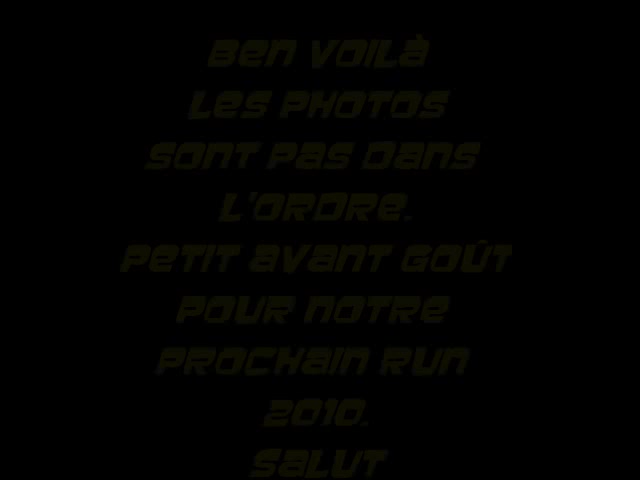 Ben voilà
Les photos
sont pas dans
l'ordre.
Petit avant goût
pour notre
prochain run
2010.
Salut